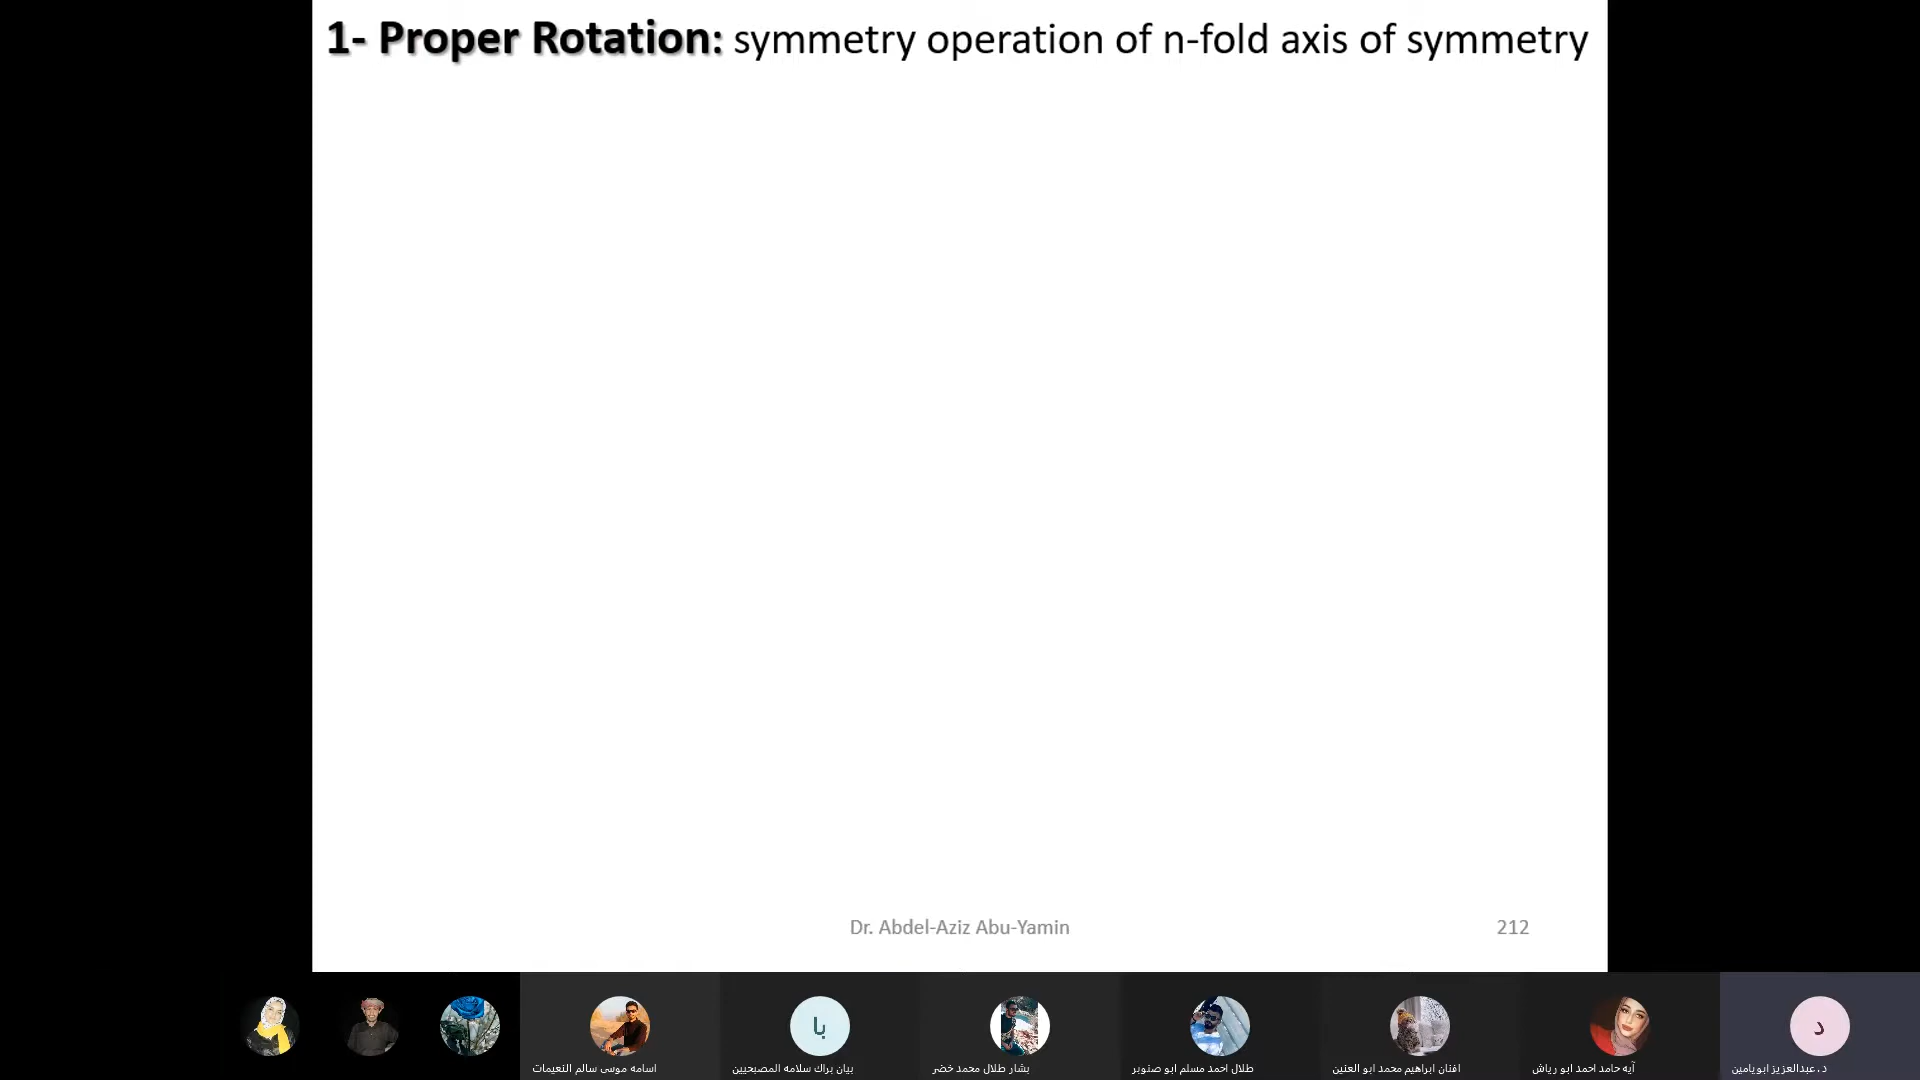 1- Proper Rotation: symmetry operation of n-fold axis of symmetry
Dr. Abdel-Aziz Abu-Yamin
212
با
د
اسامه موسى سالم النعيمات
بيان براك سلامه المصبحيين
بشار طلال محمد خضر
طلال احمد مسلم ابو صنوبر
افنان ابراهيم محمد ابو العنين
آيه حامد احمد ابو رياش
د. عبدالعزيز ابويامين